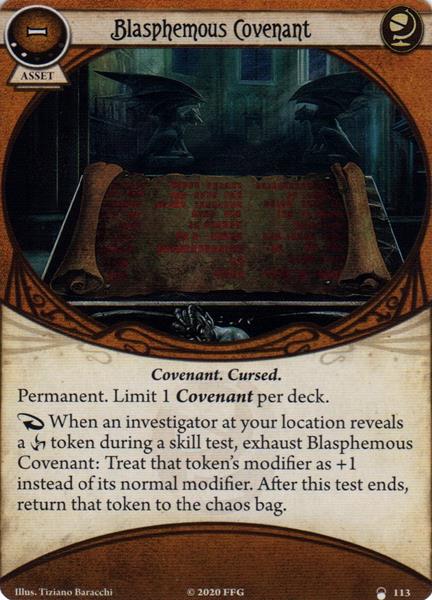 Blasphemous Covenant
ASSET
Covenant. Cursed.
Permanent. Limit 1 Covenant per deck.
When an investigator at your location reveals
a token during a skill test, exhaust Blasphemous
Covenant: Treat that token's modifier as +1
instead of its normal modifier. After this test ends,
return that token to the chaos bag.
Illus. Tiziano Baracchi
© 2020 FFG
113